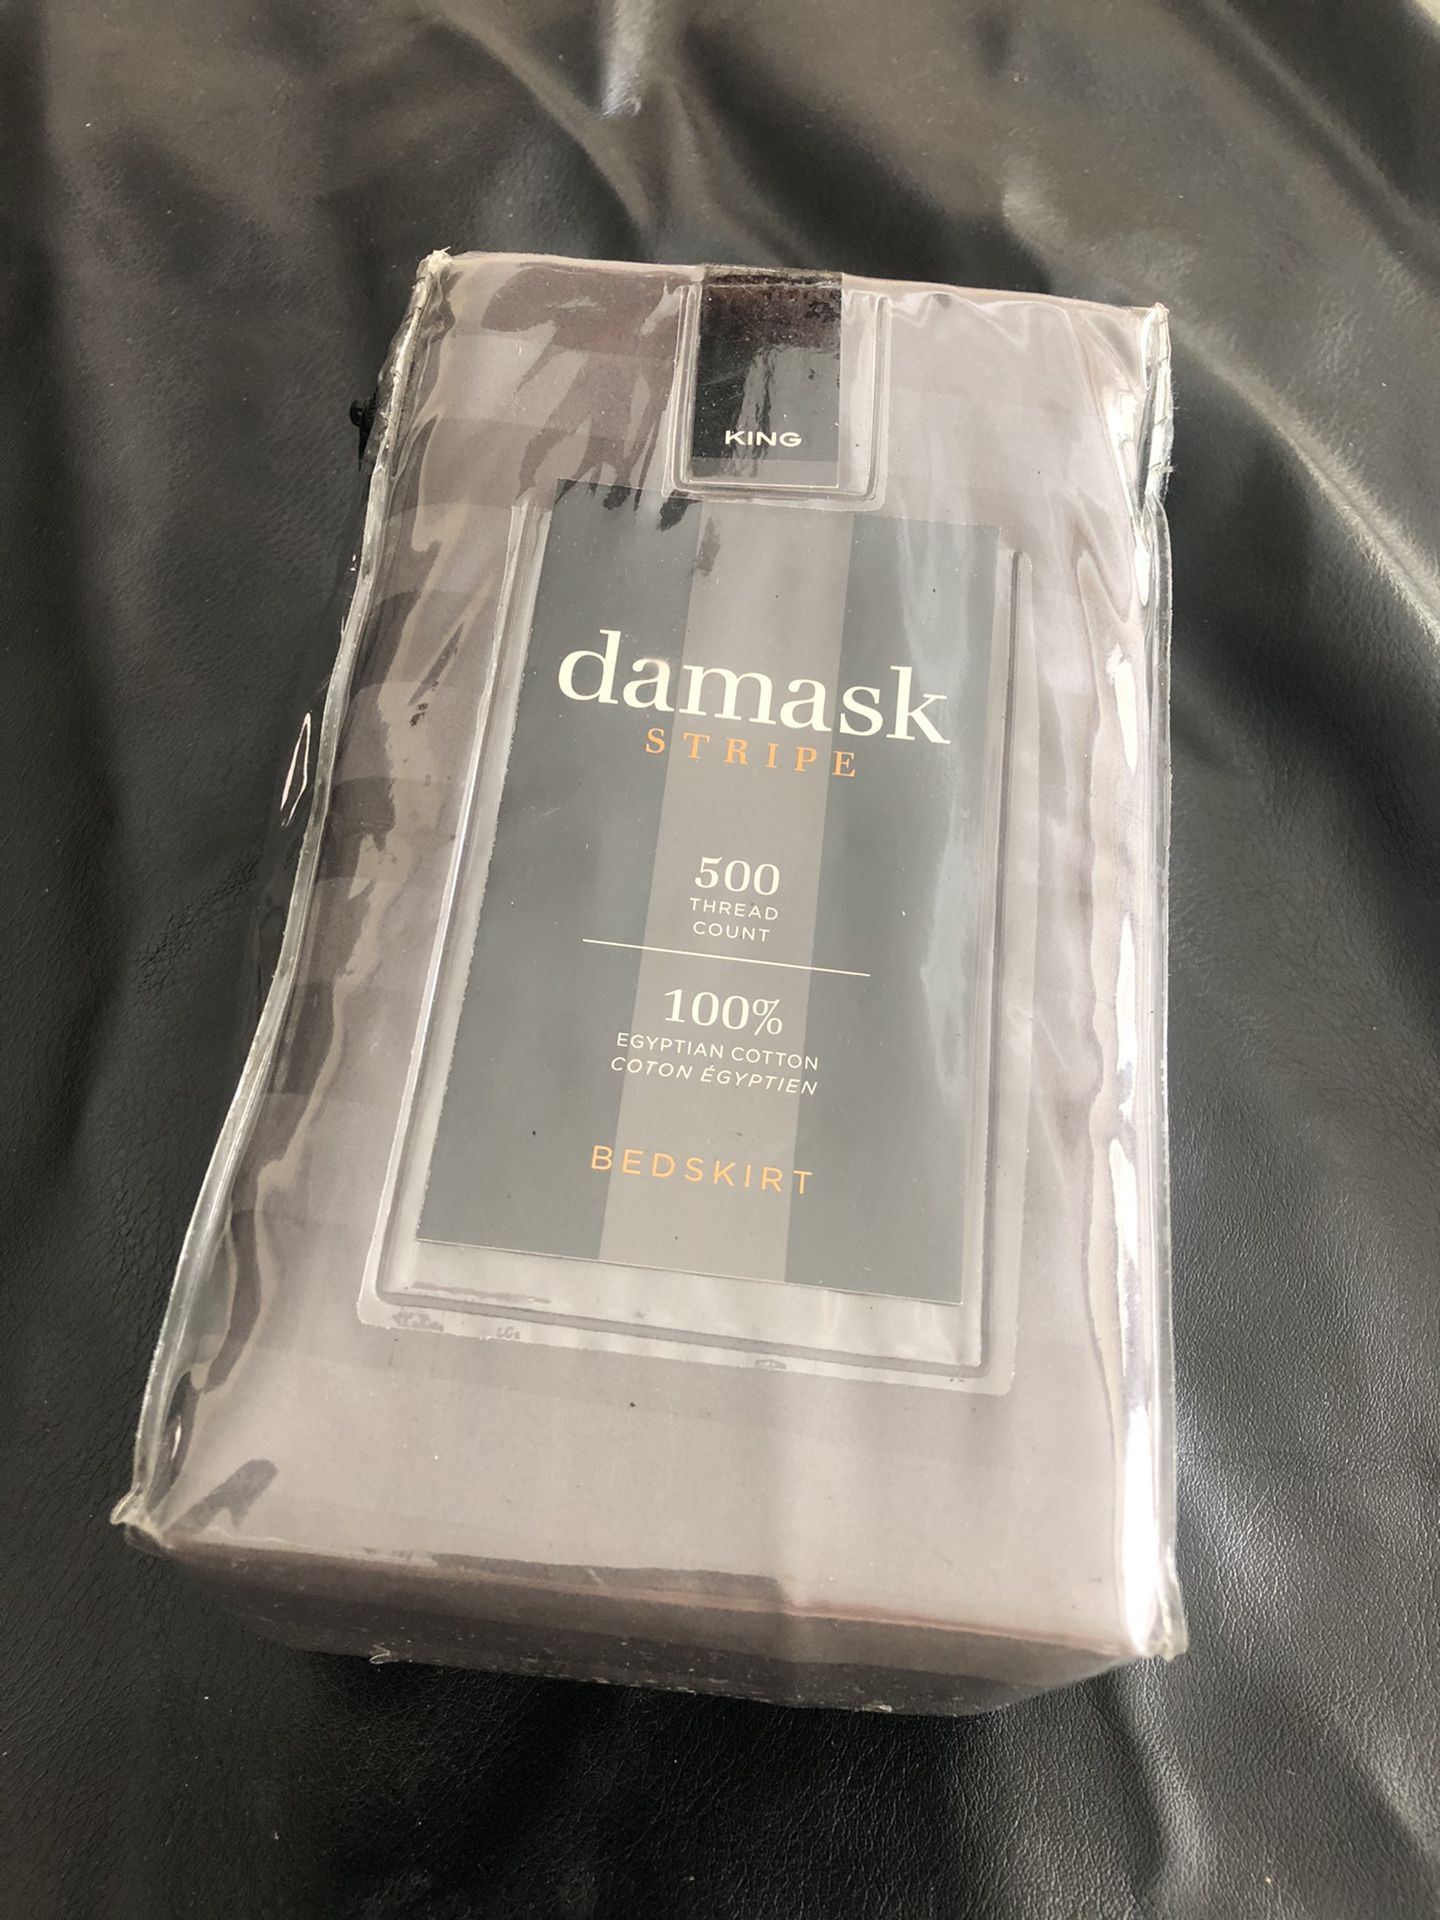 KING
damask
STRIPE
500
THREAD
COUNT
100%
EGYPTIAN COTTON
COTON ÉGYPTIEN
BEDSKIRT